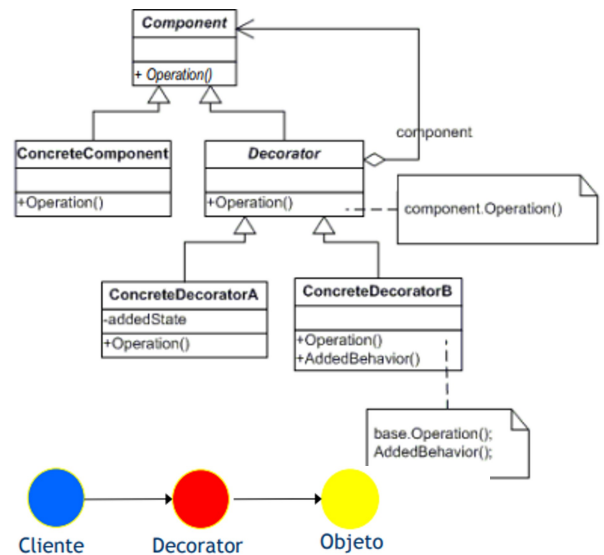 Component
+ Operation()
component
ConcreteComponent
+Operation()
Decorator
+Operation()
component.Operation()
ConcreteDecoratorA
-addedState
+Operation()
ConcreteDecoratorB
+Operation()
+AddedBehavior()
base.Operation();
AddedBehavior();
Cliente
Decorator
Objeto